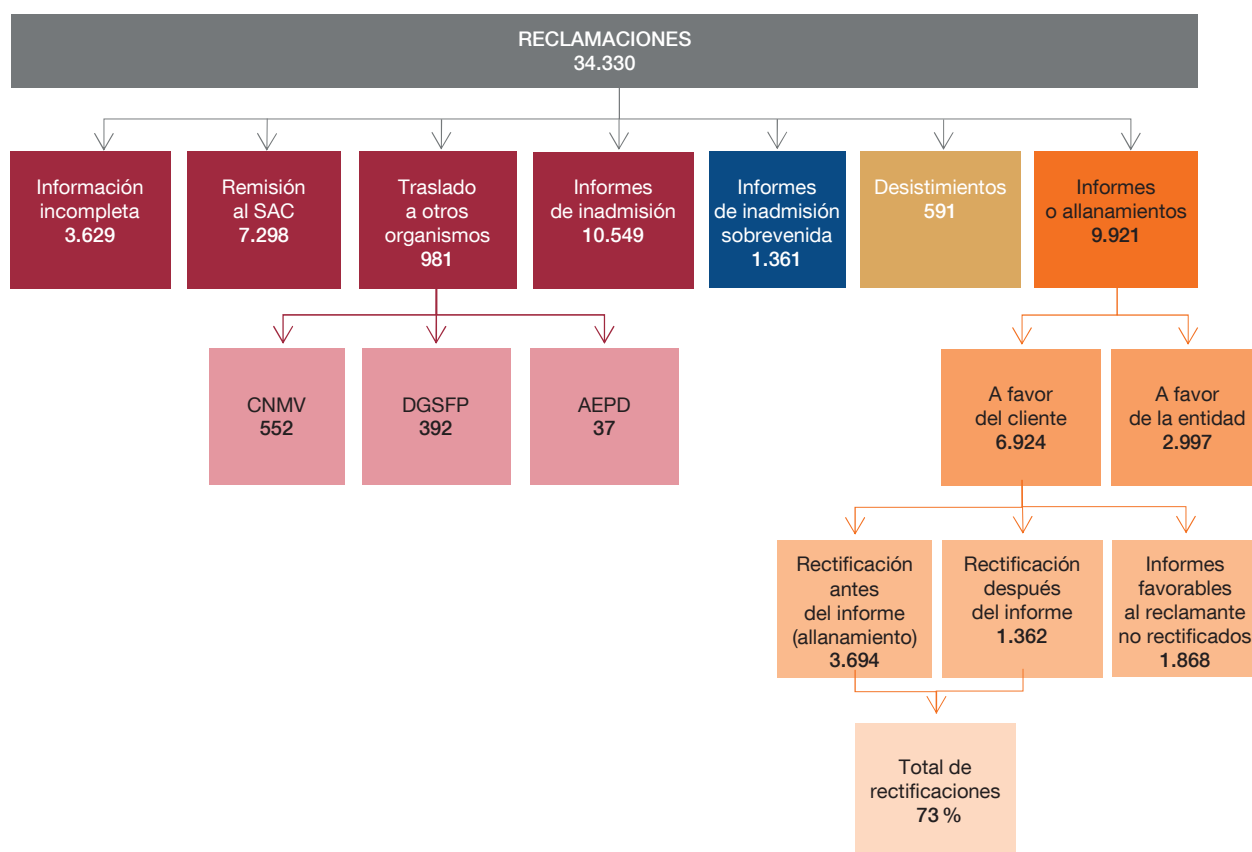 RECLAMACIONES
34.330
Información
incompleta
3.629
Remisión
al SAC
7.298
Traslado
a otros
organismos
981
Informes
de inadmisión
10.549
Informes
de inadmisión
sobrevenida
1.361
Desistimientos
591
Informes
o allanamientos
9.921
CNMV
552
DGSFP
392
AEPD
37
A favor
del cliente
6.924
A favor
de la entidad
2.997
Rectificación
antes
del informe
(allanamiento)
3.694
Rectificación
después
del informe
1.362
Informes
favorables
al reclamante
no rectificados
1.868
Total de
rectificaciones
73 %